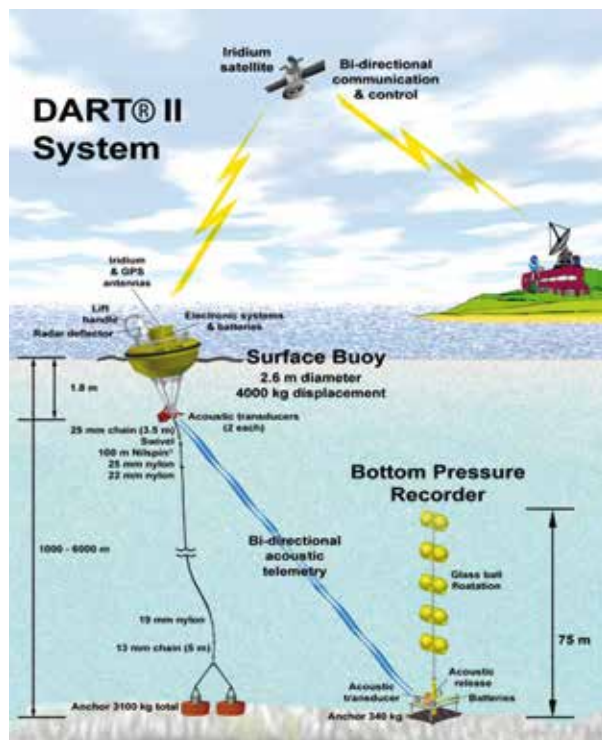 Iridium
satellite
Bi-directional
communication
& control
DART® II
System
Iridium
& GPS
antennas
Lift
handle
Radar deflector
Electronic systems
& batteries
Surface Buoy
2.6 m diameter
4000 kg displacement
1.8 m
Acoustic transducers
(2 each)
25 mm chain (3.5 m)
Swivel
100 m Nilspin®
25 mm nylon
22 mm nylon
Bottom Pressure
Recorder
Bi-directional
acoustic
telemetry
1000 - 6000 m
Glass ball
floatation
75 m
19 mm nylon
13 mm chain (5 m)
Acoustic
release
Acoustic
transducer
Batteries
Anchor 3100 kg total
Anchor 340 kg